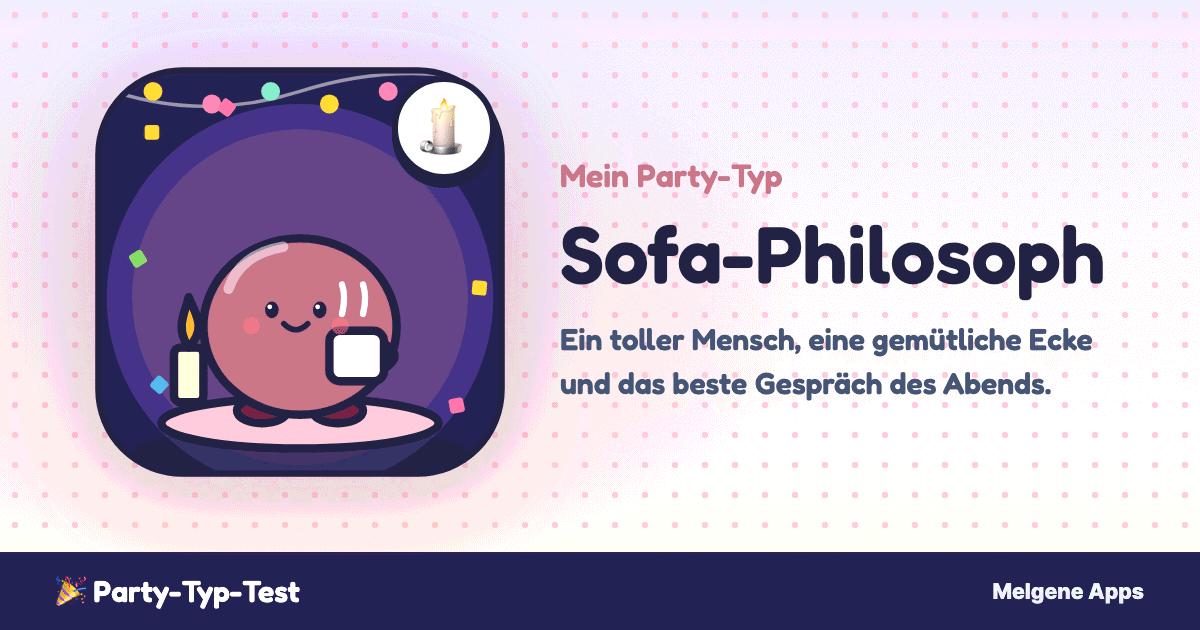 Mein Party-Typ
Sofa-Philosoph
Ein toller Mensch, eine gemütliche Ecke
und das beste Gespräch des Abends.
Party-Typ-Test
Melgene Apps